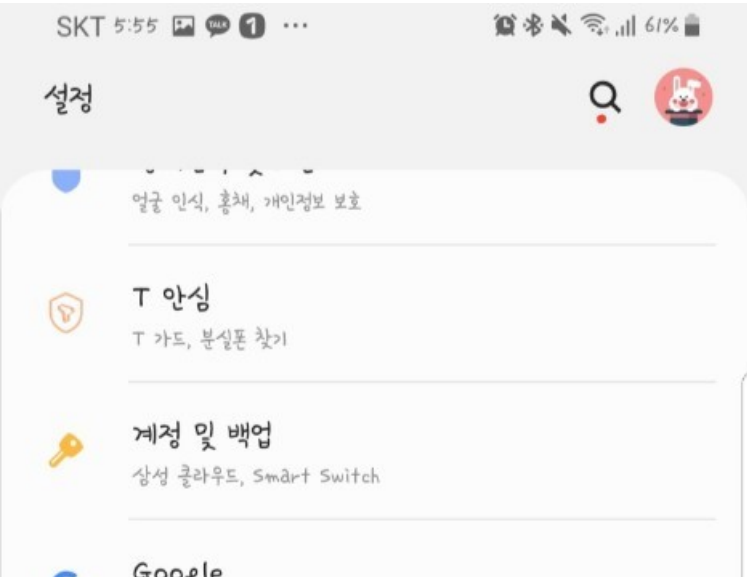 SKT 5:55 TALK 1 ... 61%
설정
얼굴 인식, 홍채, 개인정보 보호
T 안심
T 가드, 분실폰 찾기
계정 및 백업
삼성 클라우드, Smart Switch
Google